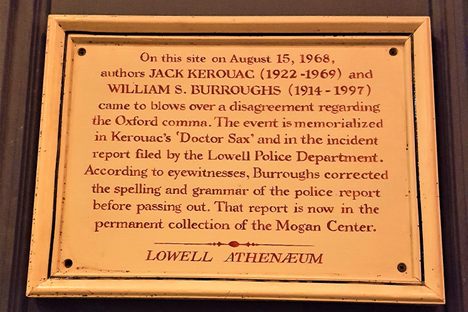 On this site on August 15, 1968,
authors JACK KEROUAC (1922-1969) and
WILLIAM S. BURROUGHS (1914-1997)
came to blows over a disagreement regarding
the Oxford comma. The event is memorialized
in Kerouac's 'Doctor Sax' and in the incident
report filed by the Lowell Police Department.
According to eyewitnesses, Burroughs corrected
the spelling and grammar of the police report
before passing out. That report is now in the
permanent collection of the Mogan Center.
LOWELL ATHENÆUM